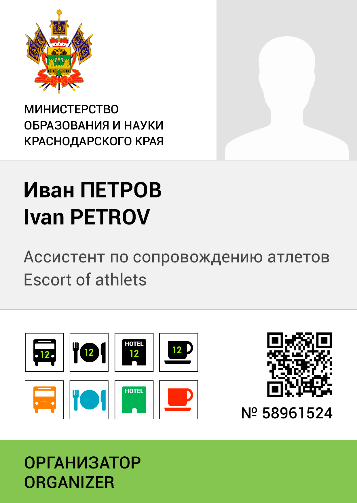 МИНИСТЕРСТВО
ОБРАЗОВАНИЯ И НАУКИ
КРАСНОДАРСКОГО КРАЯ
Иван ПЕТРОВ
Ivan PETROV
Ассистент по сопровождению атлетов
Escort of athlets
12
12
HOTEL
12
12
HOTEL
№ 58961524
ОРГАНИЗАТОР
ORGANIZER